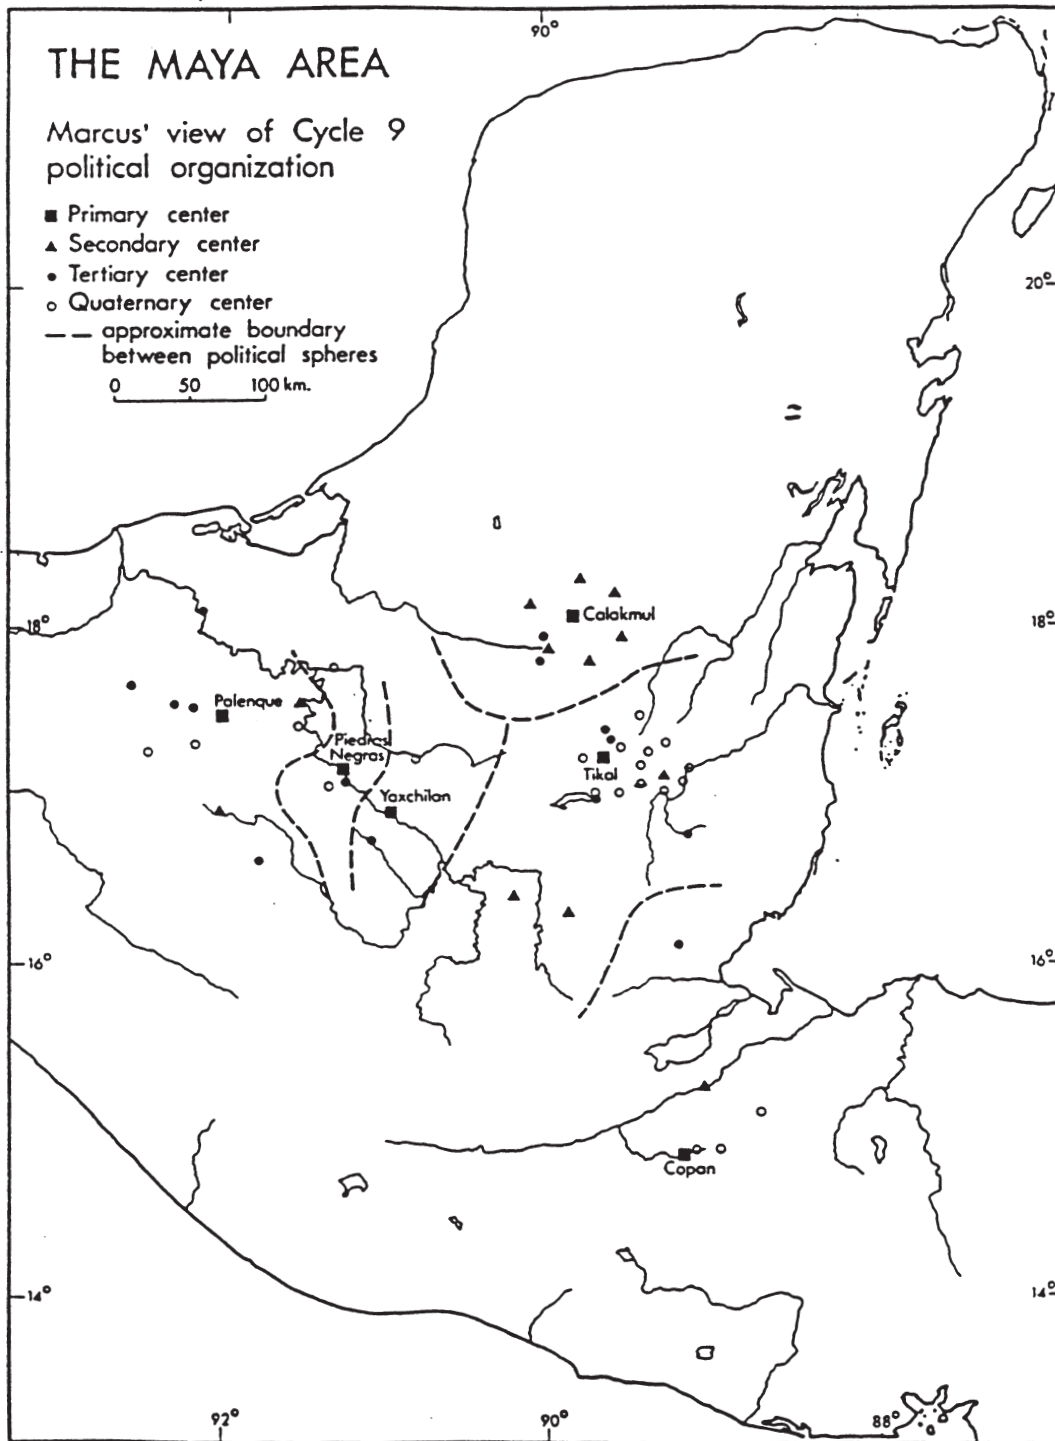 90°
THE MAYA AREA
Marcus' view of Cycle 9
political organization
Primary center
Secondary center
Tertiary center
Quaternary center
approximate boundary
between political spheres
0 50 100 km.
20°
18°
18°
Calakmul
Palenque
Piedras
Negras
Tikal
Yaxchilan
16°
16°
Copan
14°
14°
92°
90°
88°